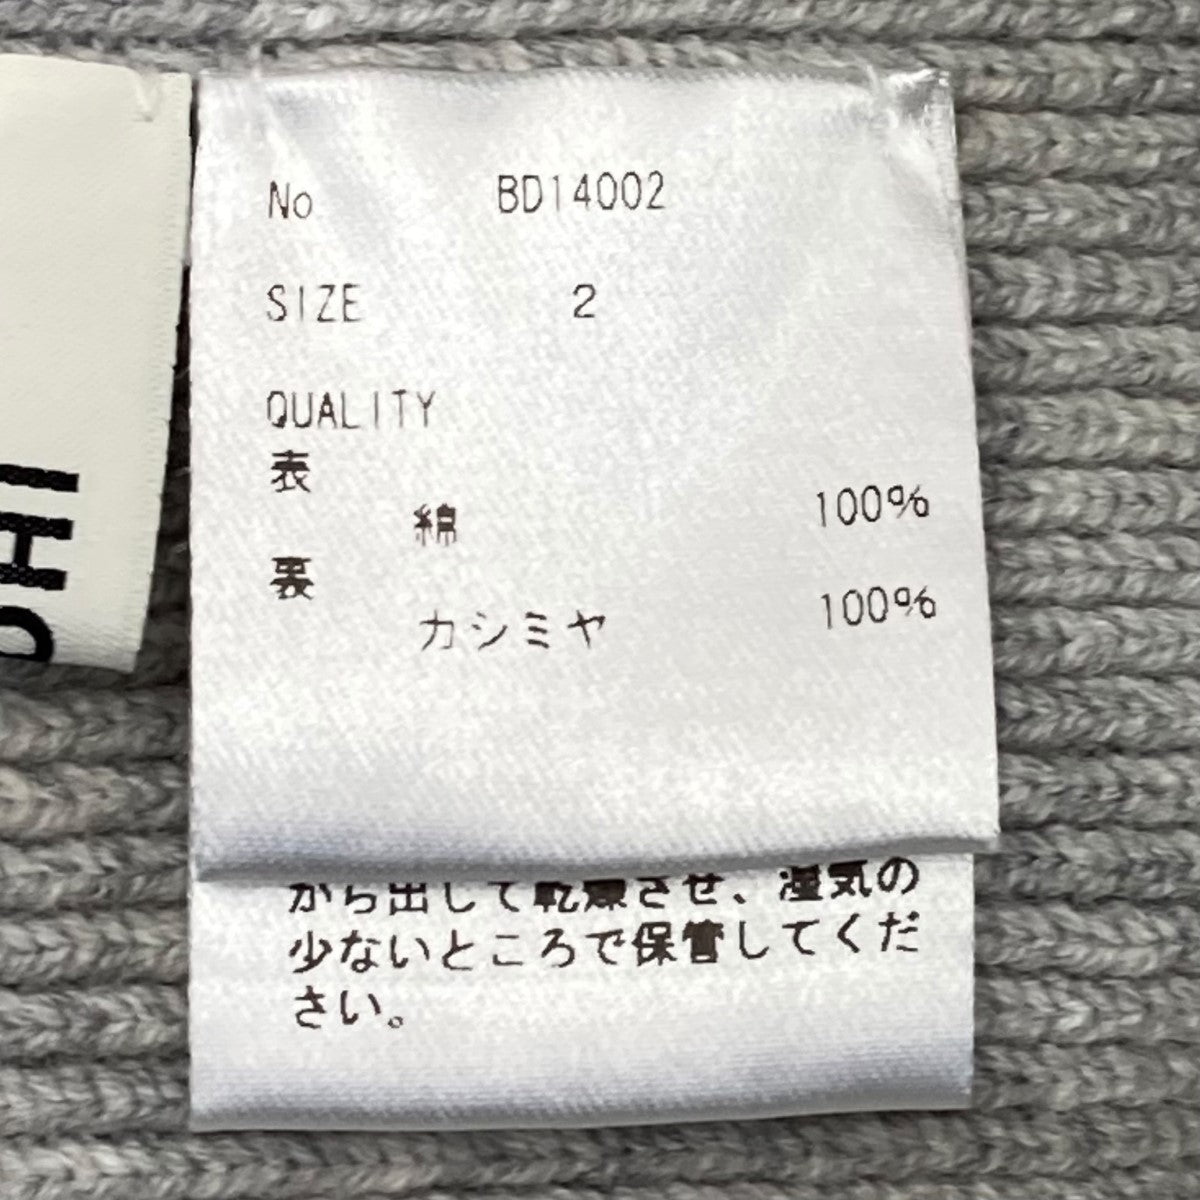 No BD14002
SIZE 2
QUALITY
表
綿 100%
裏
カシミヤ 100%
から出して乾燥させ、湿気の
少ないところで保管してくだ
さい。
PHI